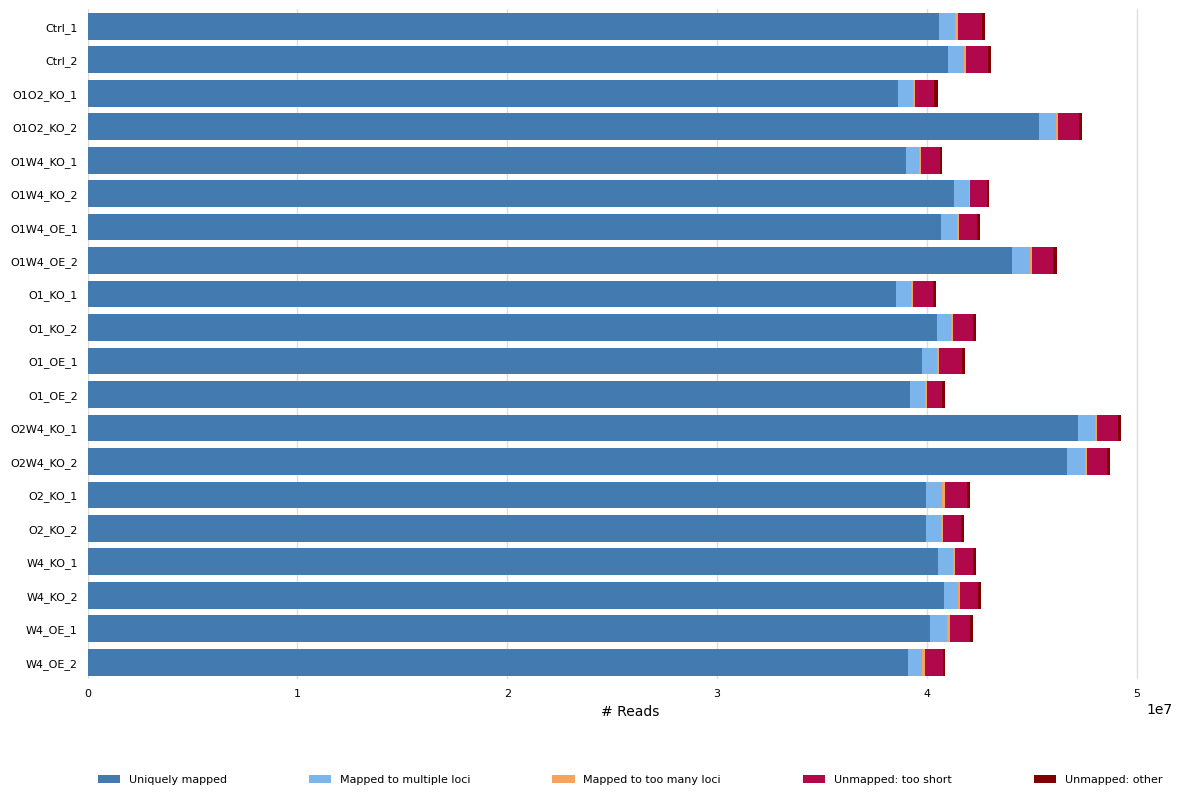 Ctrl_1
Ctrl_2
O1O2_KO_1
O1O2_KO_2
O1W4_KO_1
O1W4_KO_2
O1W4_OE_1
O1W4_OE_2
O1_KO_1
O1_KO_2
O1_OE_1
O1_OE_2
O2W4_KO_1
O2W4_KO_2
O2_KO_1
O2_KO_2
W4_KO_1
W4_KO_2
W4_OE_1
W4_OE_2
0 1 2 3 4 5
# Reads 1e7
Uniquely mapped Mapped to multiple loci Mapped to too many loci Unmapped: too short Unmapped: other